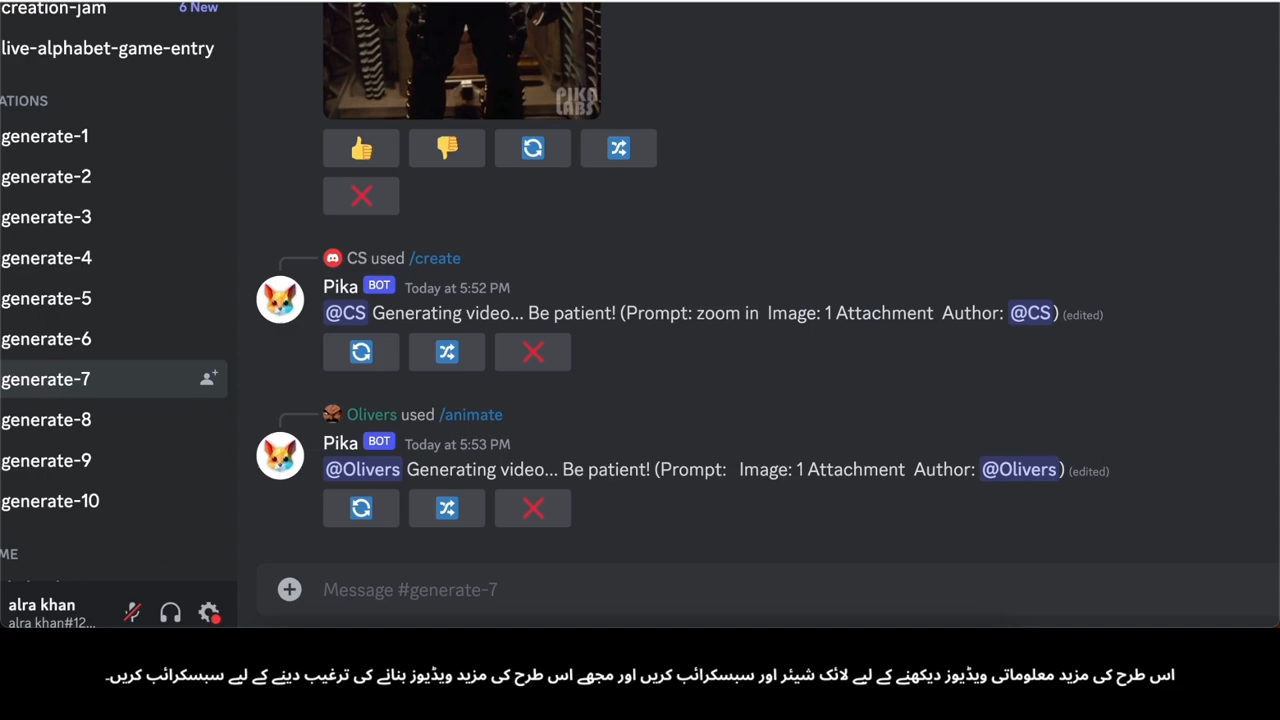 creation-jam
6 New
live-alphabet-game-entry
ATIONS
generate-1
generate-2
generate-3
generate-4
generate-5
generate-6
generate-7
generate-8
generate-9
generate-10
ME
alra khan
alra khan#12...
PIKA
LABS
CS used /create
Pika BOT Today at 5:52 PM
@CS Generating video... Be patient! (Prompt: zoom in Image: 1 Attachment Author: @CS) (edited)
Olivers used /animate
Pika BOT Today at 5:53 PM
@Olivers Generating video... Be patient! (Prompt: Image: 1 Attachment Author: @Olivers) (edited)
Message #generate-7
اس طرح کی مزید معلوماتی ویڈیوز دیکھنے کے لیے لائک شیئر اور سبسکرائب کریں اور مجھے اس طرح کی مزید ویڈیوز بنانے کی ترغیب دینے کے لیے سبسکرائب کریں۔